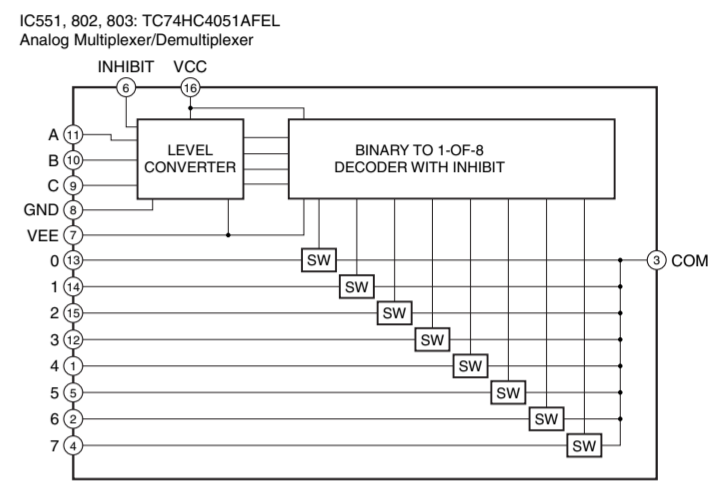 IC551, 802, 803: TC74HC4051AFEL
Analog Multiplexer/Demultiplexer
INHIBIT VCC
6 16
A 11
LEVEL CONVERTER
BINARY TO 1-OF-8
DECODER WITH INHIBIT
B 10
C 9
GND 8
VEE 7
0 13 SW 3 COM
1 14 SW
2 15 SW
3 12 SW
4 1 SW
5 5 SW
6 2 SW
7 4 SW